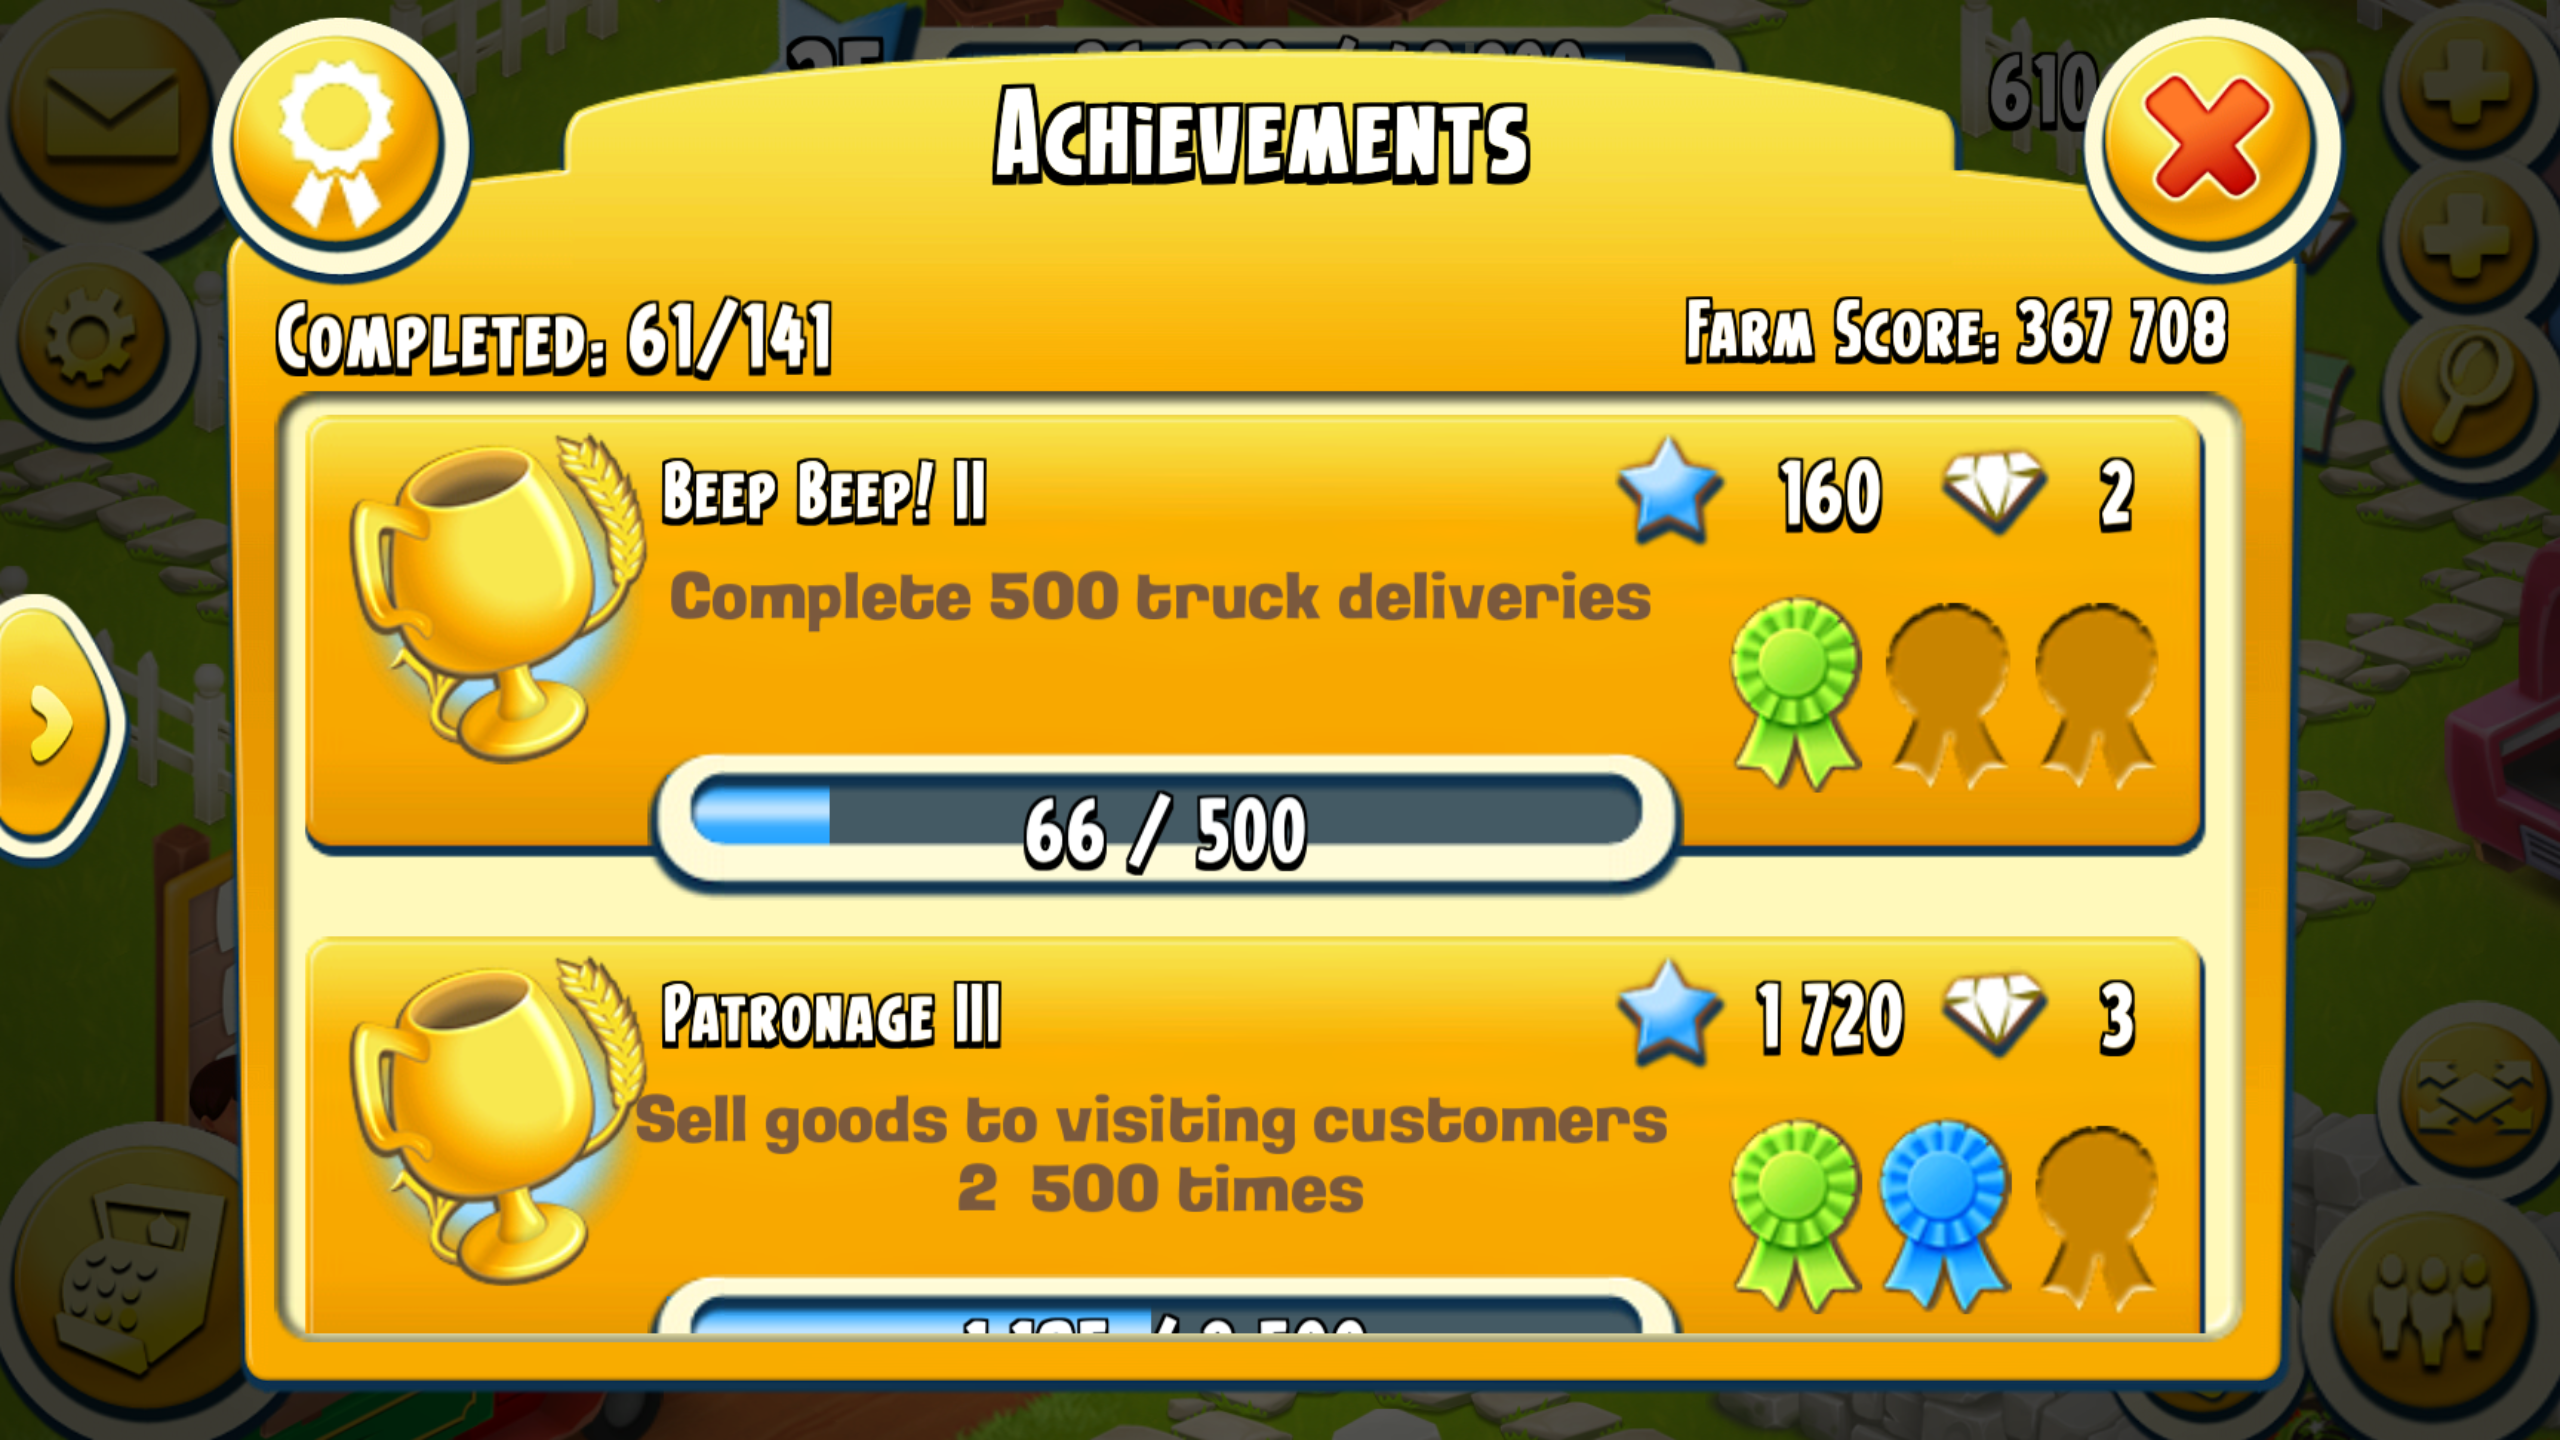 Achievements
Completed: 61/141
Farm Score: 367 708
Beep Beep! II
160
2
Complete 500 truck deliveries
66 / 500
Patronage III
1 720
3
Sell goods to visiting customers
2 500 times
610